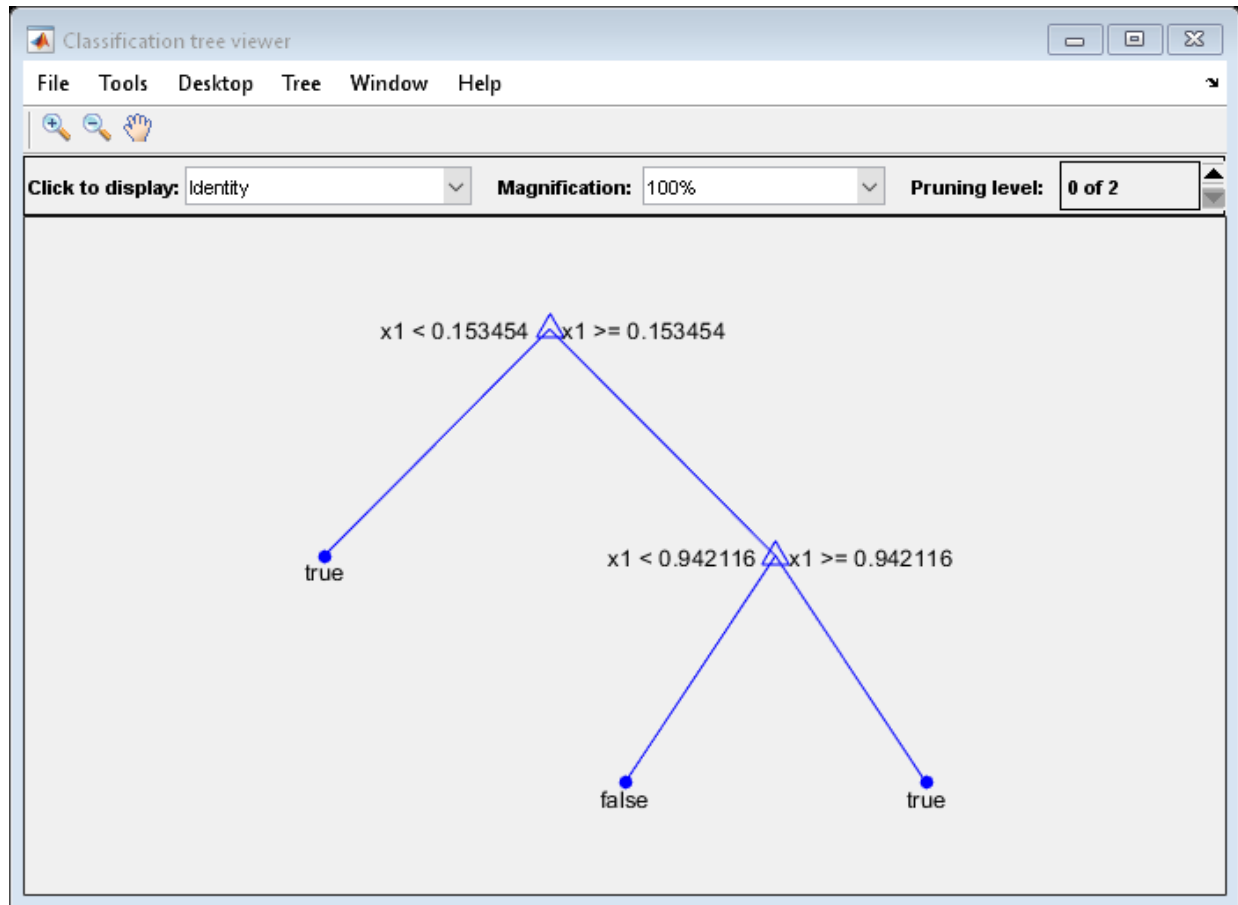 Classification tree viewer
File Tools Desktop Tree Window Help
Click to display: Identity Magnification: 100% Pruning level: 0 of 2
x1 < 0.153454 x1 >= 0.153454
true
x1 < 0.942116 x1 >= 0.942116
false true